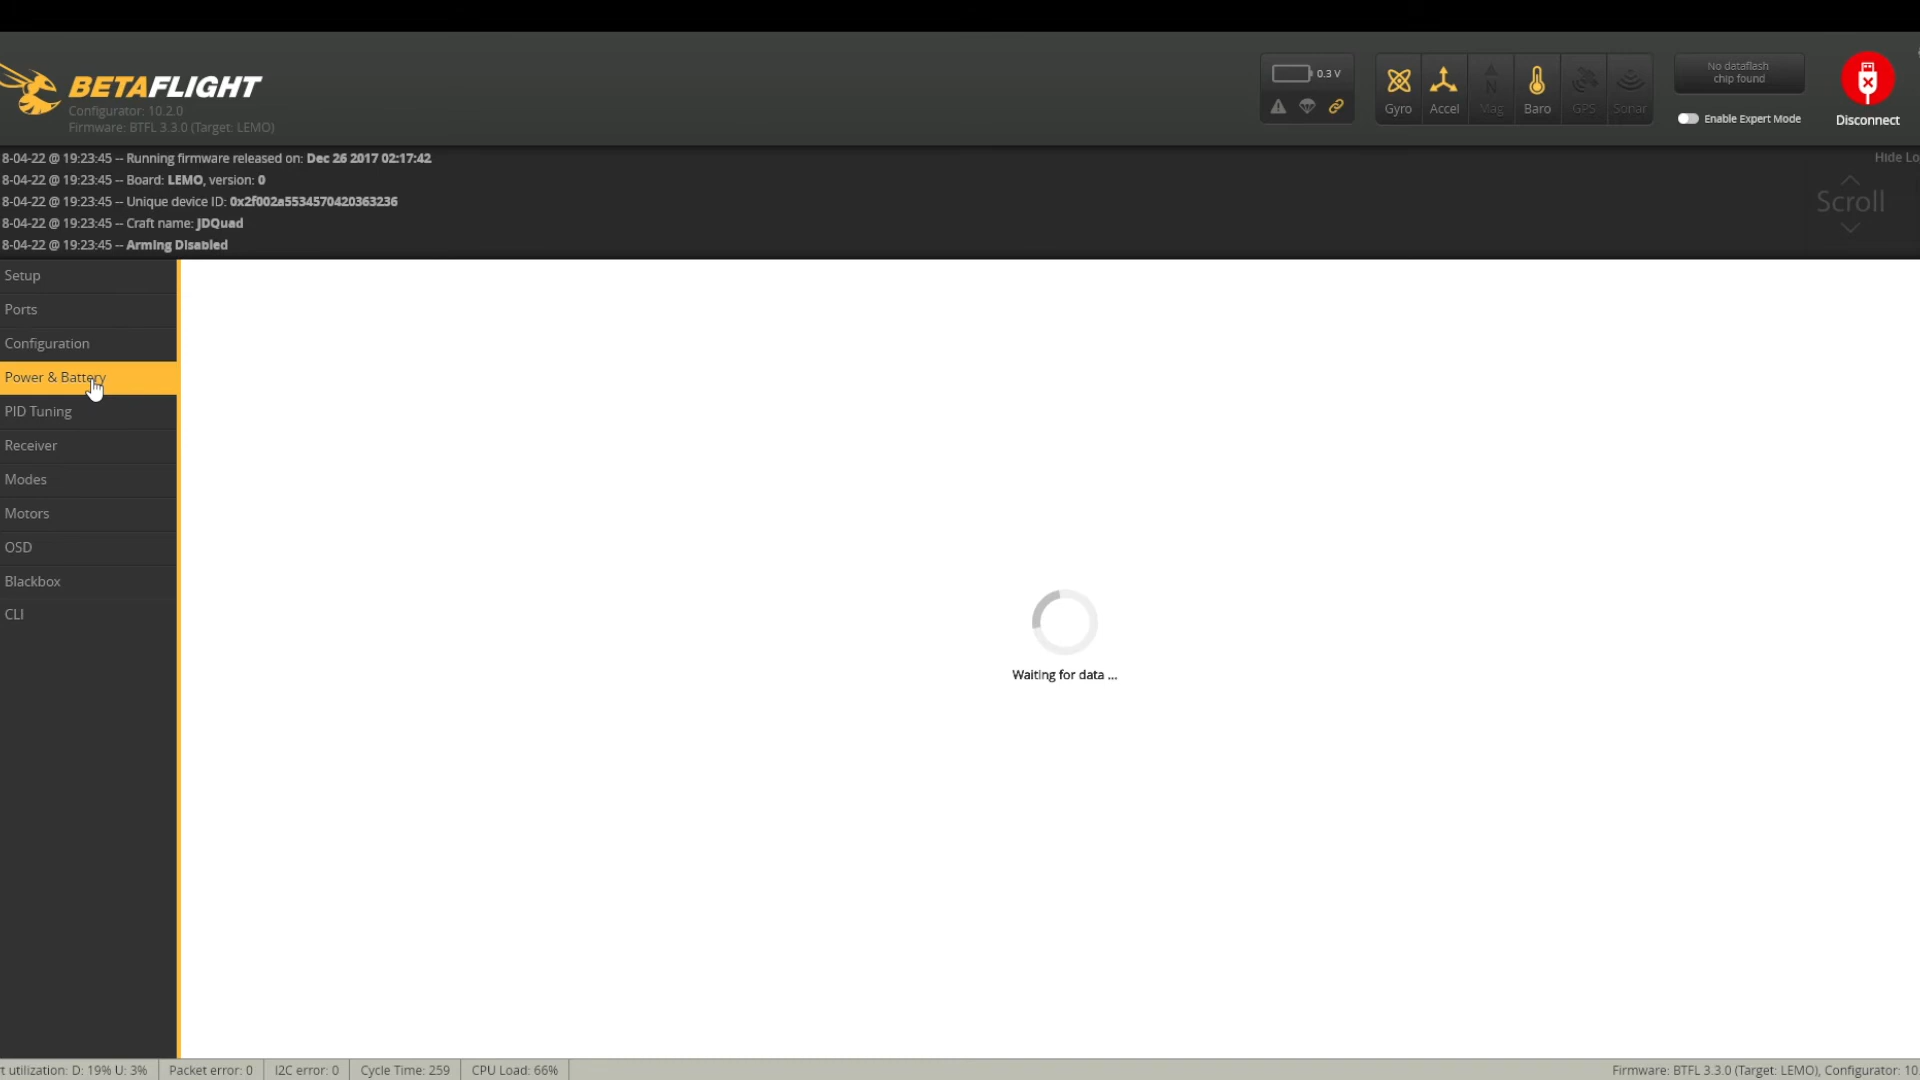 BETAFLIGHT
Configurator: 10.2.0
Firmware: BTFL 3.3.0 (Target: LEMO)
0.3 V
Gyro
Accel
Mag
Baro
GPS
Sonar
No dataflash
chip found
Enable Expert Mode
Disconnect
8-04-22 @ 19:23:45 -- Running firmware released on: Dec 26 2017 02:17:42
8-04-22 @ 19:23:45 -- Board: LEMO, version: 0
8-04-22 @ 19:23:45 -- Unique device ID: 0x2f002a5534570420363236
8-04-22 @ 19:23:45 -- Craft name: JDQuad
8-04-22 @ 19:23:45 -- Arming Disabled
Hide Lo
Scroll
Setup
Ports
Configuration
Power & Battery
PID Tuning
Receiver
Modes
Motors
OSD
Blackbox
CLI
Waiting for data ...
t utilization: D: 19% U: 3%
Packet error: 0
I2C error: 0
Cycle Time: 259
CPU Load: 66%
Firmware: BTFL 3.3.0 (Target: LEMO), Configurator: 10